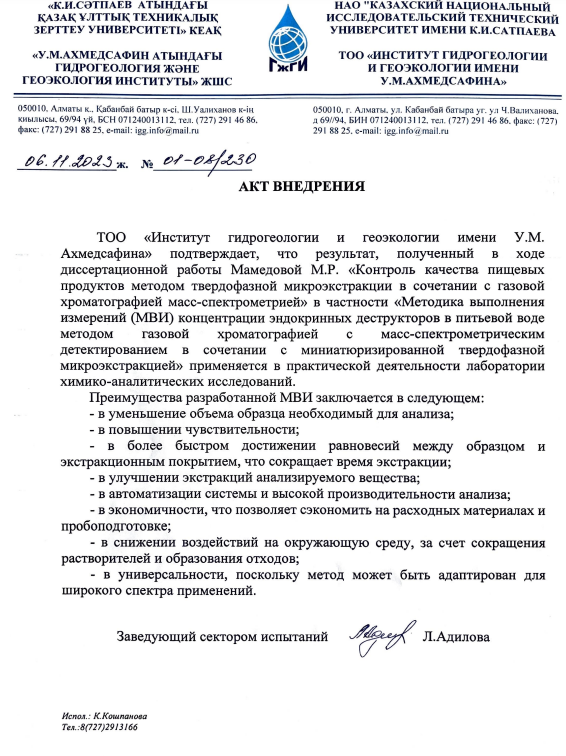 «К.И.СӘТПАЕВ АТЫНДАҒЫ
ҚАЗАҚ ҰЛТТЫҚ ТЕХНИКАЛЫҚ
ЗЕРТТЕУ УНИВЕРСИТЕТІ» КЕАҚ
«У.М.АХМЕДСАФИН АТЫНДАҒЫ
ГИДРОГЕОЛОГИЯ ЖӘНЕ
ГЕОЭКОЛОГИЯ ИНСТИТУТЫ» ЖШС
ГжГИ
НАО "КАЗАХСКИЙ НАЦИОНАЛЬНЫЙ
ИССЛЕДОВАТЕЛЬСКИЙ ТЕХНИЧЕСКИЙ
УНИВЕРСИТЕТ ИМЕНИ К.И.САТПАЕВА
ТОО «ИНСТИТУТ ГИДРОГЕОЛОГИИ
И ГЕОЭКОЛОГИИ ИМЕНИ
У.М.АХМЕДСАФИНА»
050010, Алматы к., Қабанбай батыр к-сі, Ш.Уалиханов к-ің
қиылысы, 69/94 үй, БСН 071240013112, тел. (727) 291 46 86.
факс: (727) 291 88 25, e-mail: igg.info@mail.ru
050010, г. Алматы, ул. Кабанбай батыра уг. ул Ч.Валиханова.
д 69//94, БИН 071240013112, тел. (727) 291 46 86, факс: (727)
291 88 25, e-mail: igg.info@mail.ru
06.11.2023 ж. № 01-08/230
АКТ ВНЕДРЕНИЯ
ТОО «Институт гидрогеологии и геоэкологии имени У.М.
Ахмедсафина» подтверждает, что результат, полученный в ходе
диссертационной работы Мамедовой М.Р. «Контроль качества пищевых
продуктов методом твердофазной микроэкстракции в сочетании с газовой
хроматографией масс-спектрометрией» в частности «Методика выполнения
измерений (МВИ) концентрации эндокринных деструкторов в питьевой воде
методом газовой хроматографией с масс-спектрометрическим
детектированием в сочетании с миниатюризированной твердофазной
микроэкстракцией» применяется в практической деятельности лаборатории
химико-аналитических исследований.
Преимущества разработанной МВИ заключается в следующем:
- в уменьшение объема образца необходимый для анализа;
- в повышении чувствительности;
- в более быстром достижении равновесий между образцом и
экстракционным покрытием, что сокращает время экстракции;
- в улучшении экстракций анализируемого вещества;
- в автоматизации системы и высокой производительности анализа;
- в экономичности, что позволяет сэкономить на расходных материалах и
пробоподготовке;
- в снижении воздействий на окружающую среду, за счет сокращения
растворителей и образования отходов;
- в универсальности, поскольку метод может быть адаптирован для
широкого спектра применений.
Заведующий сектором испытаний Л.Адилова
Испол.: К.Кошпанова
Тел.:8(727)2913166